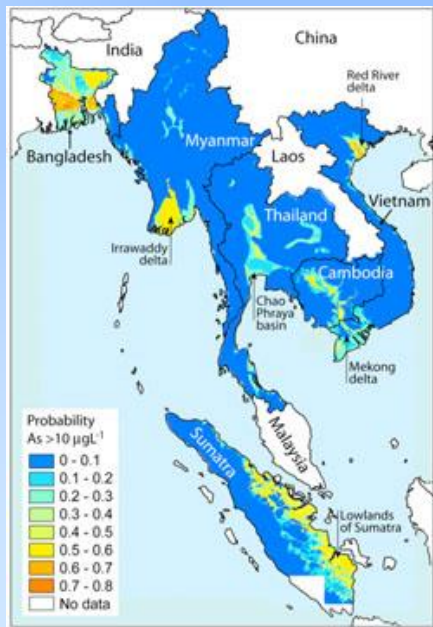 India
China
Red River
delta
Bangladesh
Myanmar
Laos
Vietnam
Thailand
Irrawaddy
delta
Cambodia
Chao
Phraya
basin
Mekong
delta
Probability
As >10 µgL⁻¹
0 - 0.1
0.1 - 0.2
0.2 - 0.3
0.3 - 0.4
0.4 - 0.5
0.5 - 0.6
0.6 - 0.7
0.7 - 0.8
No data
Sumatra
Malaysia
Lowlands
of Sumatra